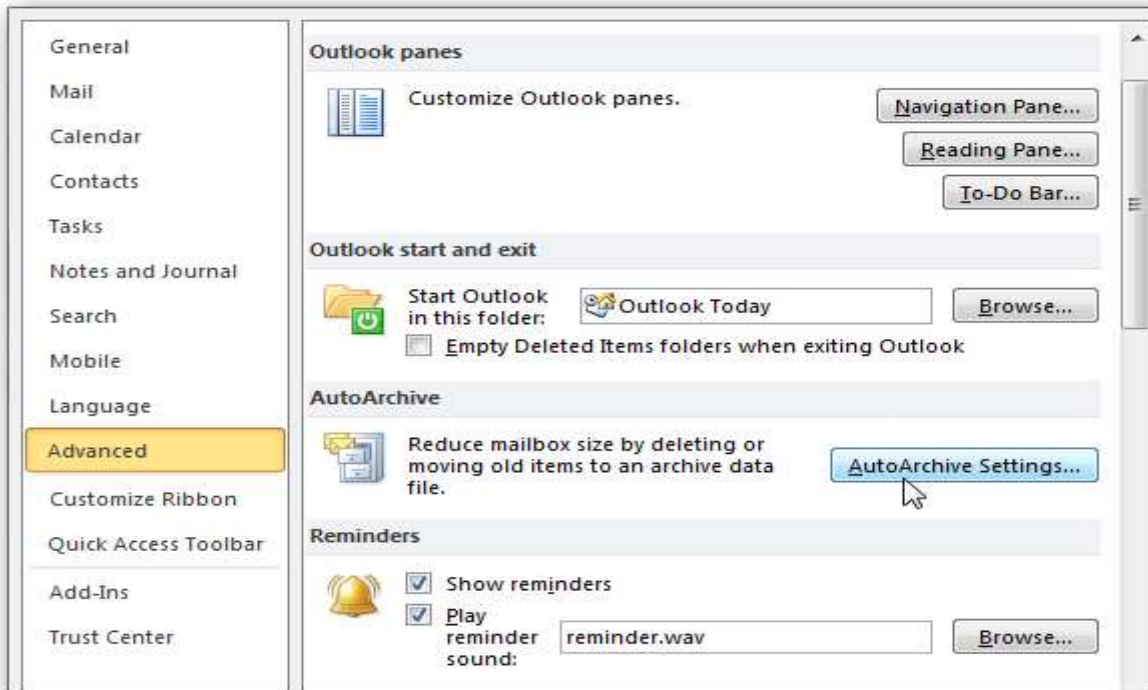 General
Mail
Calendar
Contacts
Tasks
Notes and Journal
Search
Mobile
Language
Advanced
Customize Ribbon
Quick Access Toolbar
Add-Ins
Trust Center
Outlook panes
Customize Outlook panes.
Navigation Pane...
Reading Pane...
To-Do Bar...
Outlook start and exit
Start Outlook
in this folder:
Outlook Today
Browse...
Empty Deleted Items folders when exiting Outlook
AutoArchive
Reduce mailbox size by deleting or
moving old items to an archive data
file.
AutoArchive Settings...
Reminders
Show reminders
Play
reminder
sound:
reminder.wav
Browse...